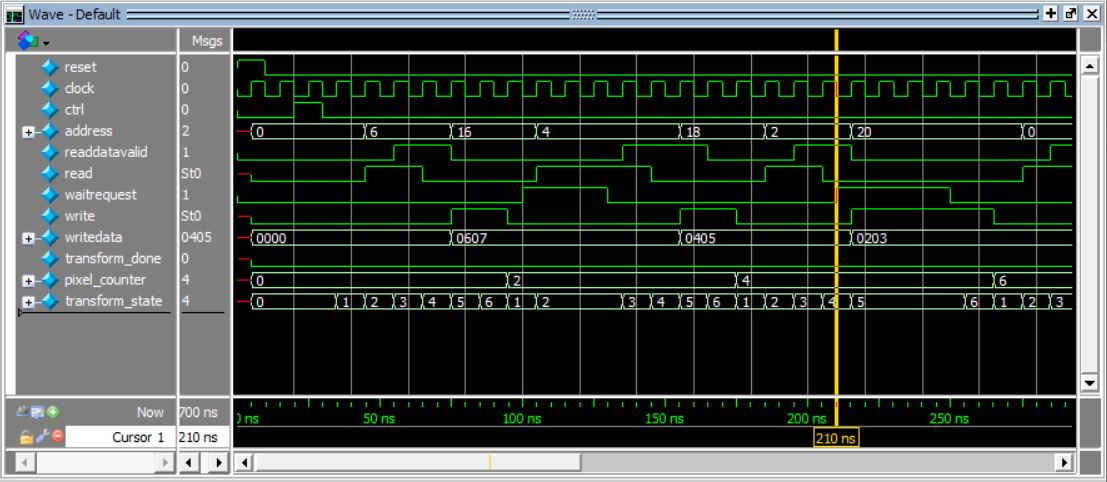 Wave - Default
Msgs
reset 0
clock 0
ctrl 0
address 2 0 6 16 4 18 2 20 0
readdatavalid 1
read St0
waitrequest 1
write St0
writedata 0405 0000 0607 0405 0203
transform_done 0
pixel_counter 4 0 2 4 6
transform_state 4 0 1 2 3 4 5 6 1 2 3 4 5 6 1 2 3 4 5 6 1 2 3
Now 700 ns ns 50 ns 100 ns 150 ns 200 ns 250 ns
Cursor 1 210 ns 210 ns